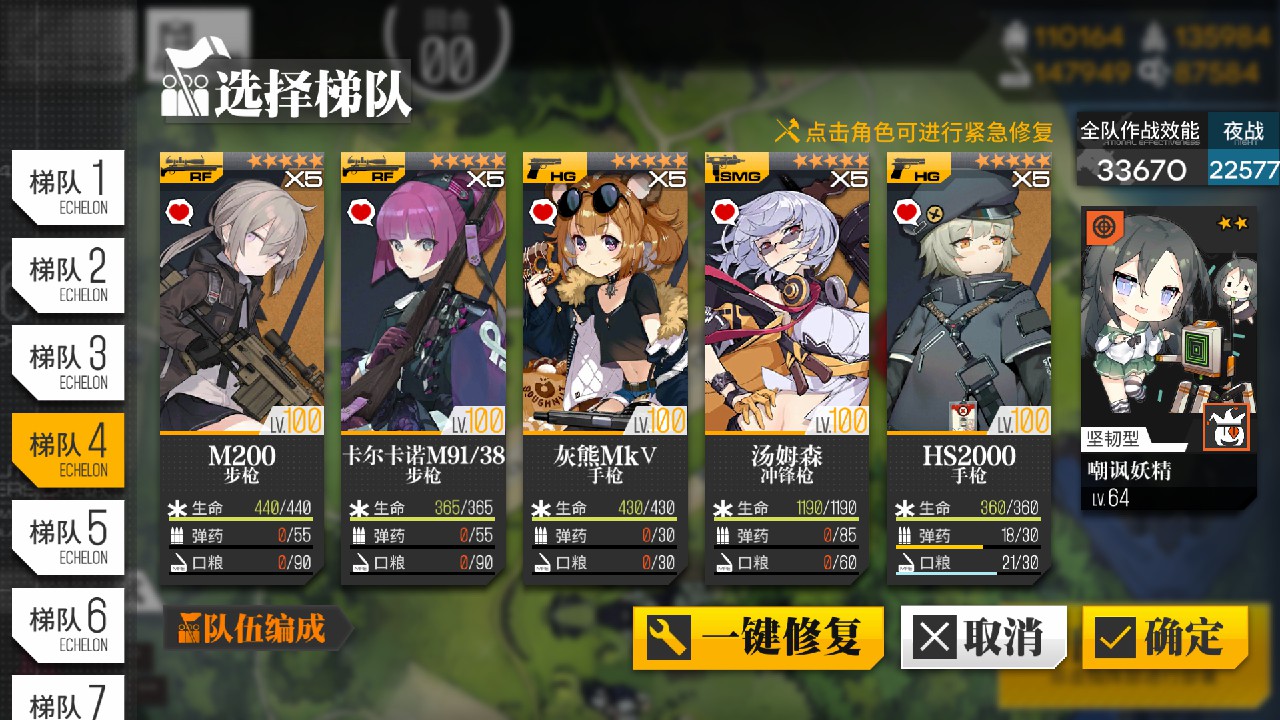 回合
00
110164
135984
147949
87584
选择梯队
点击角色可进行紧急修复
全队作战效能
33670
夜战
NIGHT
22577
梯队 1
ECHELON
梯队 2
ECHELON
梯队 3
ECHELON
梯队 4
ECHELON
梯队 5
ECHELON
梯队 6
ECHELON
梯队 7
RF
X5
LV.100
M200
步枪
生命 440/440
弹药 0/55
口粮 0/90
RF
X5
LV.100
卡尔卡诺M91/38
步枪
生命 365/365
弹药 0/55
口粮 0/90
HG
X5
DOUGHNUT
LV.100
灰熊MkV
手枪
生命 430/430
弹药 0/30
口粮 0/30
SMG
X5
LV.100
汤姆森
冲锋枪
生命 1190/1190
弹药 0/85
口粮 0/60
HG
X5
LV.100
HS2000
手枪
生命 360/360
弹药 18/30
口粮 21/30
坚韧型
嘲讽妖精
LV.64
队伍编成
一键修复
取消
确定